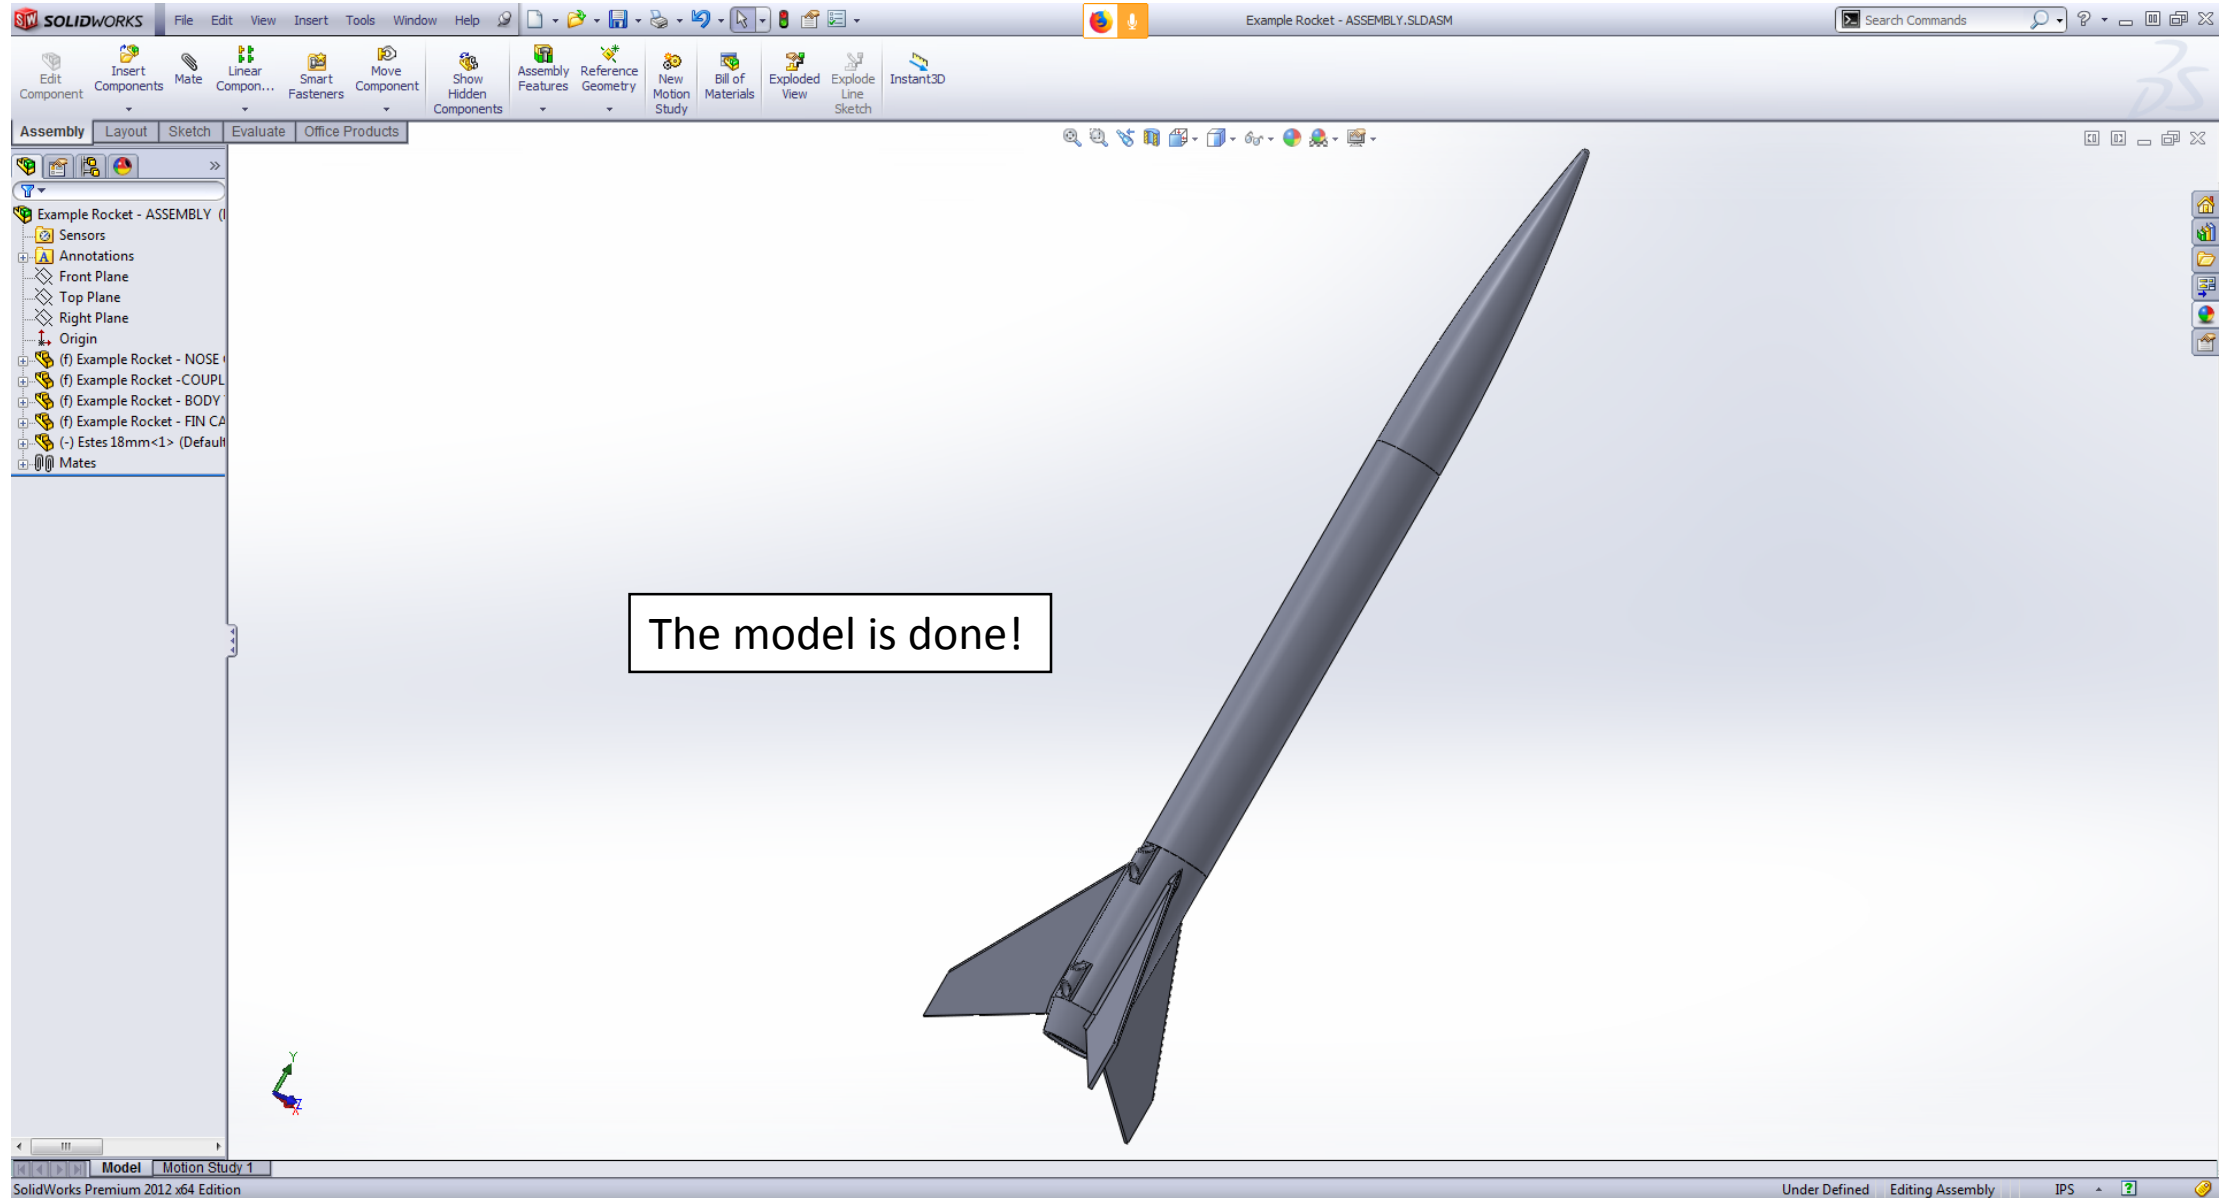 SOLIDWORKS File Edit View Insert Tools Window Help Example Rocket - ASSEMBLY.SLDASM Search Commands
Edit Component
Insert Components
Mate
Linear Compon...
Smart Fasteners
Move Component
Show Hidden Components
Assembly Features
Reference Geometry
New Motion Study
Bill of Materials
Exploded View
Explode Line Sketch
Instant3D
Assembly Layout Sketch Evaluate Office Products
Example Rocket - ASSEMBLY (
Sensors
Annotations
Front Plane
Top Plane
Right Plane
Origin
(f) Example Rocket - NOSE
(f) Example Rocket -COUPL
(f) Example Rocket - BODY
(f) Example Rocket - FIN CA
(-) Estes 18mm<1> (Default
Mates
The model is done!
Y
Z
X
Model Motion Study 1
SolidWorks Premium 2012 x64 Edition Under Defined Editing Assembly IPS